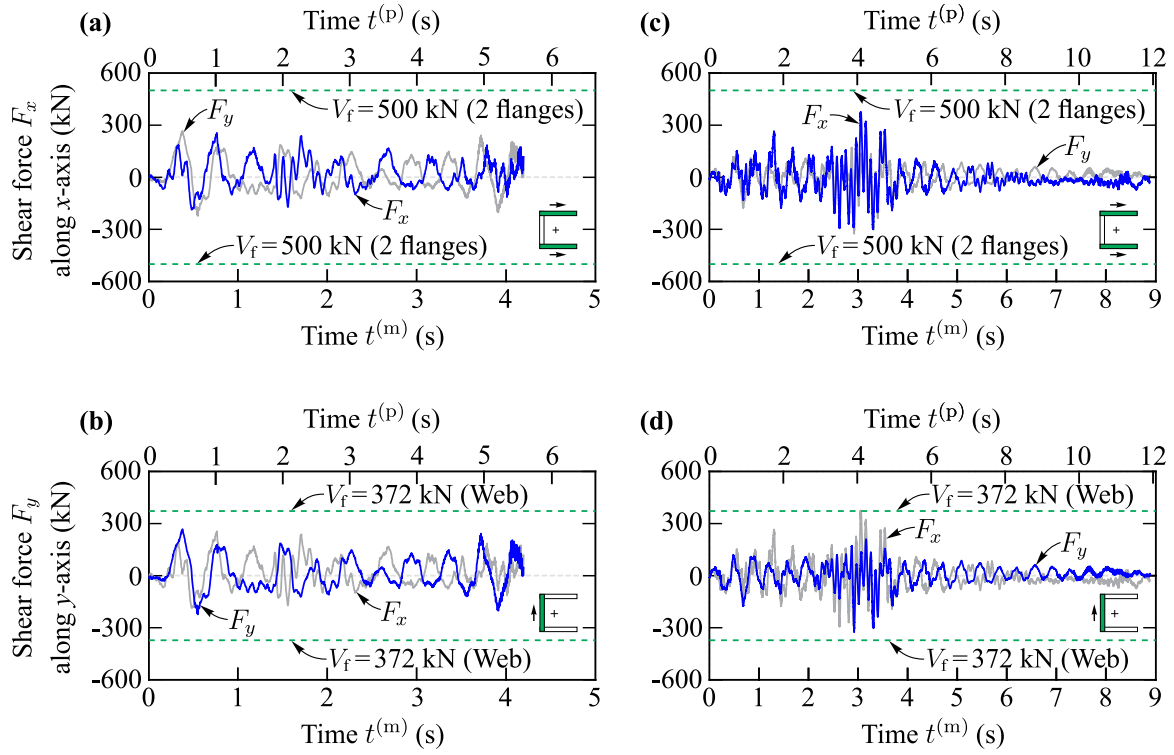 (a)
Time t^(p) (s)
0 1 2 3 4 5 6
Shear force F_x
along x-axis (kN)
600
300
0
-300
-600
F_y
V_f = 500 kN (2 flanges)
F_x
V_f = 500 kN (2 flanges)
+
0 1 2 3 4 5
Time t^(m) (s)
(c)
Time t^(p) (s)
0 2 4 6 8 10 12
600
300
0
-300
-600
V_f = 500 kN (2 flanges)
F_x
F_y
V_f = 500 kN (2 flanges)
+
0 1 2 3 4 5 6 7 8 9
Time t^(m) (s)
(b)
Time t^(p) (s)
0 1 2 3 4 5 6
Shear force F_y
along y-axis (kN)
600
300
0
-300
-600
V_f = 372 kN (Web)
F_y
F_x
V_f = 372 kN (Web)
+
0 1 2 3 4 5
Time t^(m) (s)
(d)
Time t^(p) (s)
0 2 4 6 8 10 12
600
300
0
-300
-600
V_f = 372 kN (Web)
F_x
F_y
V_f = 372 kN (Web)
+
0 1 2 3 4 5 6 7 8 9
Time t^(m) (s)